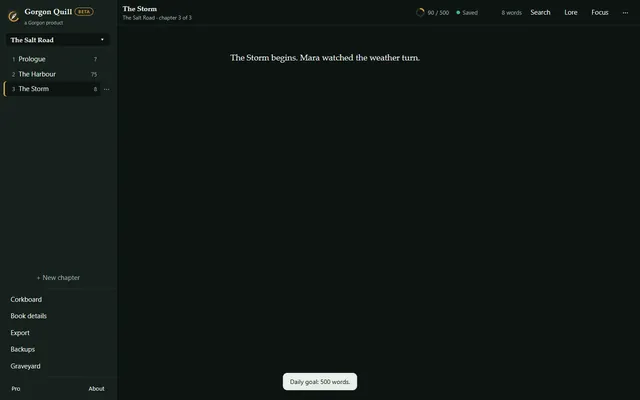 Gorgon Quill BETA
a Gorgon product
The Salt Road
1 Prologue 7
2 The Harbour 75
3 The Storm 8 ···
+ New chapter
Corkboard
Book details
Export
Backups
Graveyard
Pro About
The Storm
The Salt Road · chapter 3 of 3
90 / 500 Saved 8 words Search Lore Focus ···
The Storm begins. Mara watched the weather turn.
Daily goal: 500 words.